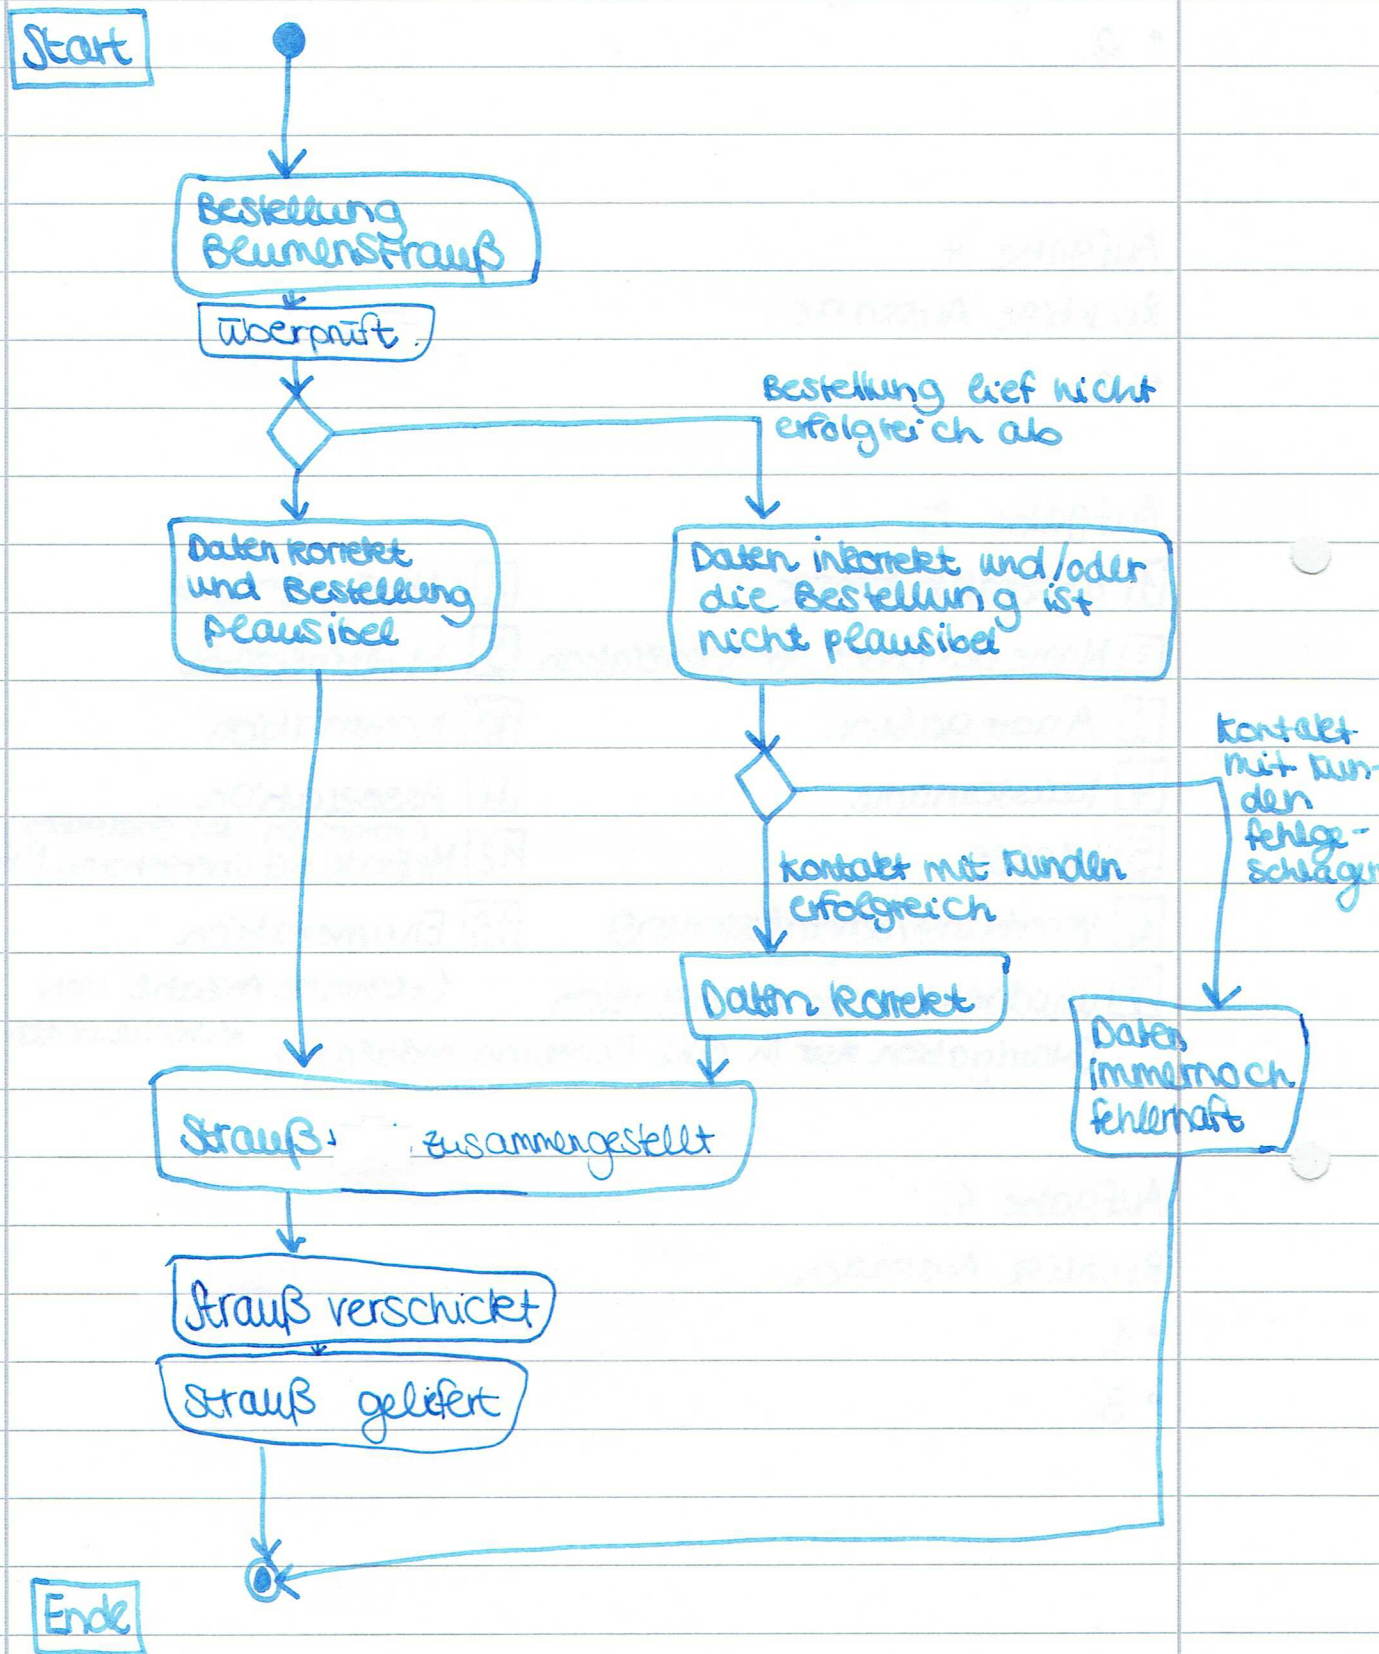 Start
Bestellung
Blumenstrauß
überprüft
Bestellung lief nicht
erfolgreich ab
Daten korrekt
und Bestellung
plausibel
Daten inkorrekt und/oder
die Bestellung ist
nicht plausibel
Kontakt
mit Kun-
den
fehlge-
schlagen
Kontakt mit Kunden
erfolgreich
Daten korrekt
Daten
immernoch
fehlerhaft
Strauß zusammengestellt
Strauß verschickt
Strauß gelifert
Ende